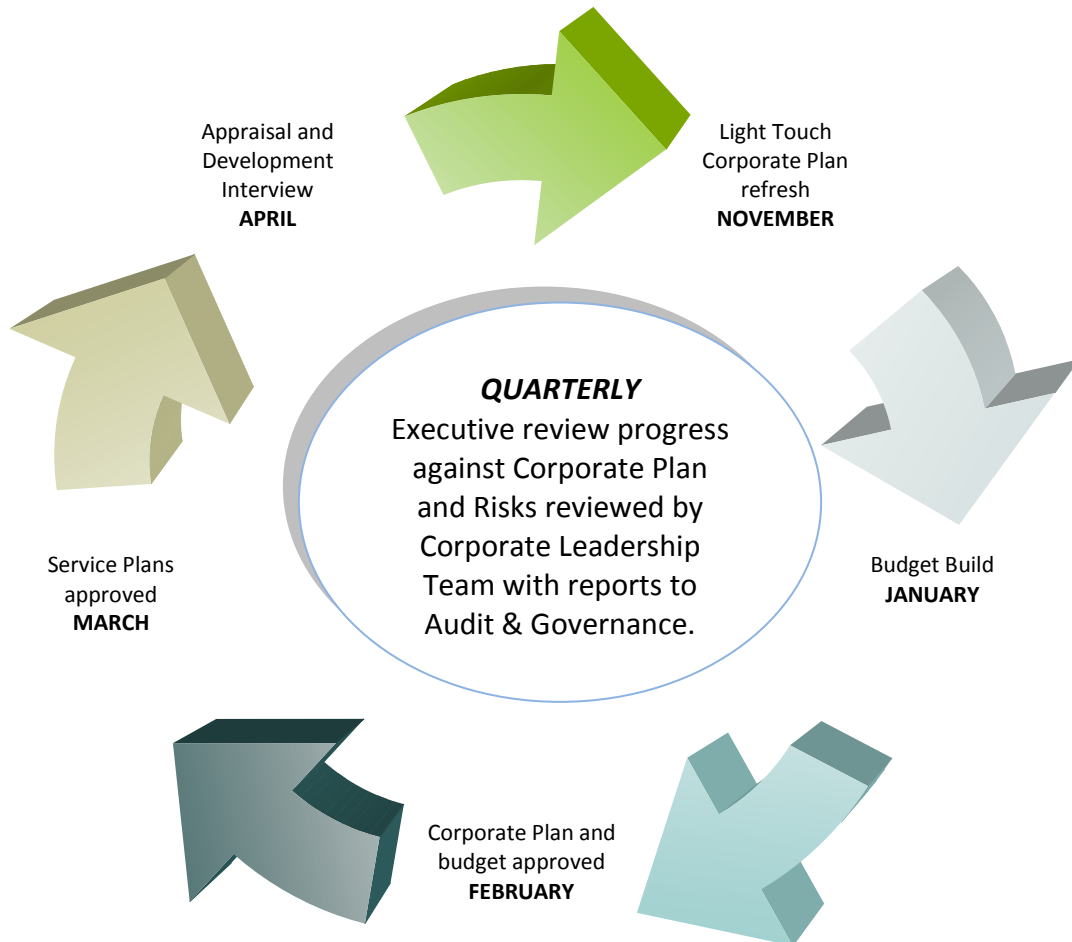 Appraisal and
Development
Interview
APRIL
Light Touch
Corporate Plan
refresh
NOVEMBER
QUARTERLY
Executive review progress
against Corporate Plan
and Risks reviewed by
Corporate Leadership
Team with reports to
Audit & Governance.
Service Plans
approved
MARCH
Budget Build
JANUARY
Corporate Plan and
budget approved
FEBRUARY